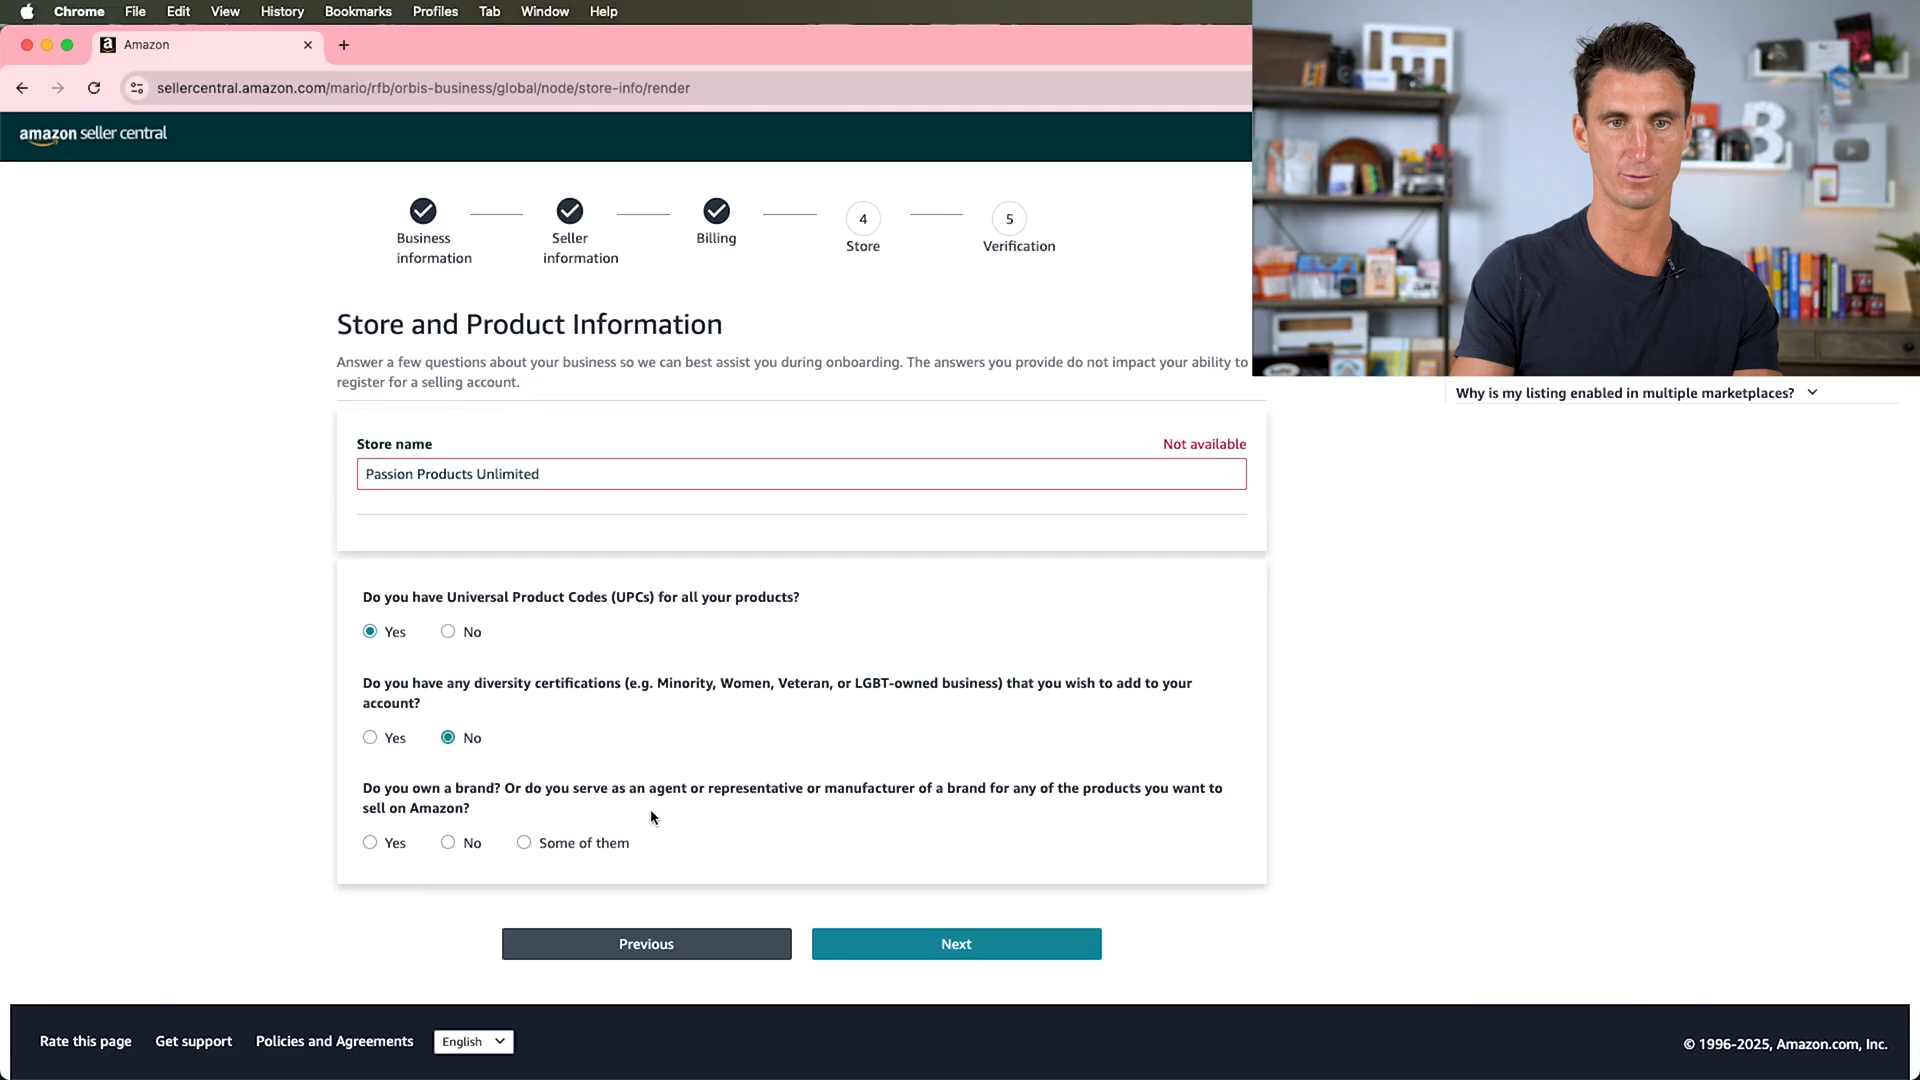 Chrome File Edit View History Bookmarks Profiles Tab Window Help
Amazon
sellercentral.amazon.com/mario/rfb/orbis-business/global/node/store-info/render
amazon seller central
4 5
Business information
Seller information
Billing
Store
Verification
Store and Product Information
Answer a few questions about your business so we can best assist you during onboarding. The answers you provide do not impact your ability to
register for a selling account.
Why is my listing enabled in multiple marketplaces?
Store name Not available
Passion Products Unlimited
Do you have Universal Product Codes (UPCs) for all your products?
Yes No
Do you have any diversity certifications (e.g. Minority, Women, Veteran, or LGBT-owned business) that you wish to add to your
account?
Yes No
Do you own a brand? Or do you serve as an agent or representative or manufacturer of a brand for any of the products you want to
sell on Amazon?
Yes No Some of them
Previous Next
Rate this page Get support Policies and Agreements English © 1996-2025, Amazon.com, Inc.